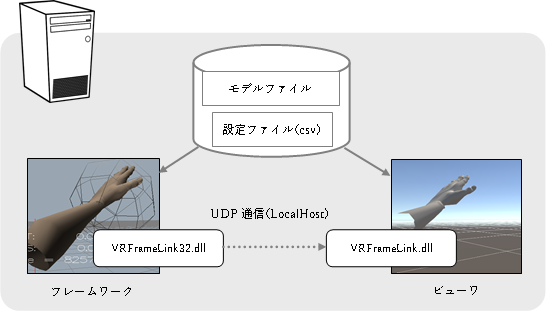 モデルファイル
設定ファイル(csv)
UDP 通信(LocalHost)
VRFrameLink32.dll
VRFrameLink.dll
フレームワーク
ビューワ